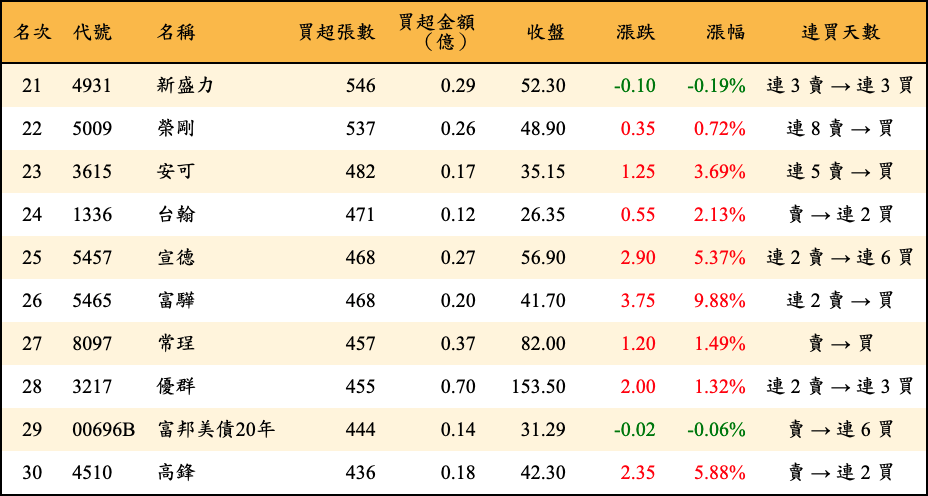 名次 代號 名稱 買超張數 買超金額（億） 收盤 漲跌 漲幅 連買天數
21 4931 新盛力 546 0.29 52.30 -0.10 -0.19% 連 3 賣 → 連 3 買
22 5009 榮剛 537 0.26 48.90 0.35 0.72% 連 8 賣 → 買
23 3615 安可 482 0.17 35.15 1.25 3.69% 連 5 賣 → 買
24 1336 台翰 471 0.12 26.35 0.55 2.13% 賣 → 連 2 買
25 5457 宣德 468 0.27 56.90 2.90 5.37% 連 2 賣 → 連 6 買
26 5465 富驊 468 0.20 41.70 3.75 9.88% 連 2 賣 → 買
27 8097 常珵 457 0.37 82.00 1.20 1.49% 賣 → 買
28 3217 優群 455 0.70 153.50 2.00 1.32% 連 2 賣 → 連 3 買
29 00696B 富邦美債20年 444 0.14 31.29 -0.02 -0.06% 賣 → 連 6 買
30 4510 高鋒 436 0.18 42.30 2.35 5.88% 賣 → 連 2 買